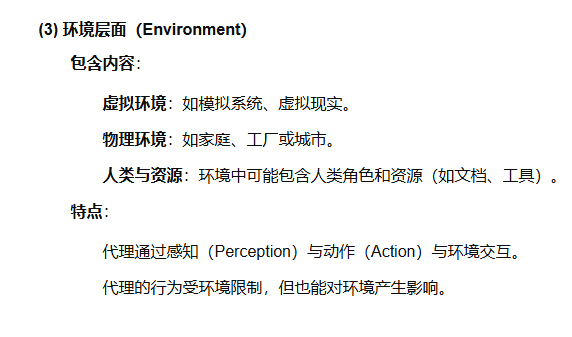 (3) 环境层面（Environment）
包含内容：
虚拟环境：如模拟系统、虚拟现实。
物理环境：如家庭、工厂或城市。
人类与资源：环境中可能包含人类角色和资源（如文档、工具）。
特点：
代理通过感知（Perception）与动作（Action）与环境交互。
代理的行为受环境限制，但也能对环境产生影响。